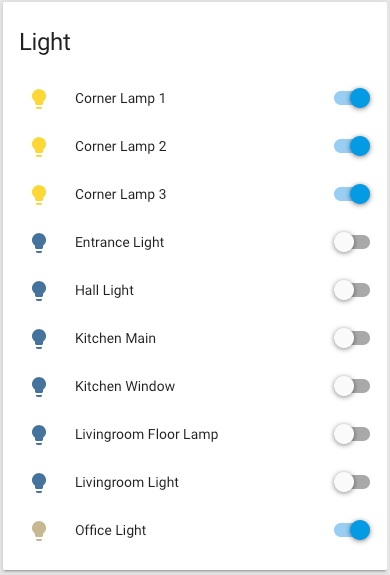 Light
Corner Lamp 1
Corner Lamp 2
Corner Lamp 3
Entrance Light
Hall Light
Kitchen Main
Kitchen Window
Livingroom Floor Lamp
Livingroom Light
Office Light